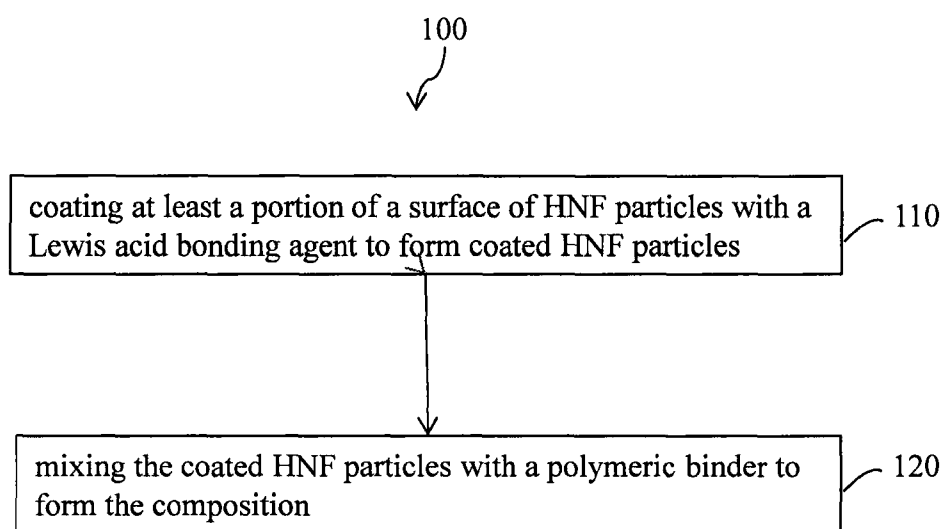 100
coating at least a portion of a surface of HNF particles with a
Lewis acid bonding agent to form coated HNF particles
110
mixing the coated HNF particles with a polymeric binder to
form the composition
120